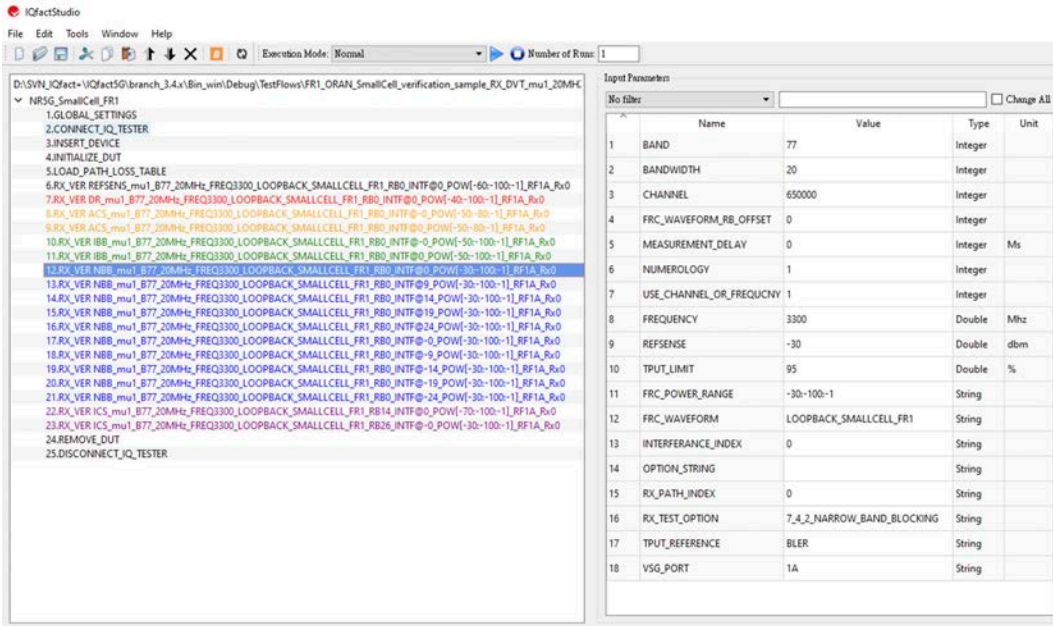 IQfactStudio
File Edit Tools Window Help
Execution Mode: Normal Number of Runs: 1
D:\SVN_IQfact+\IQfact5G\branch_3.4.x\Bin_win\Debug\TestFlows\FR1_ORAN_SmallCell_verification_sample_RX_DVT_mu1_20MHz
NR5G_SmallCell_FR1
1.GLOBAL_SETTINGS
2.CONNECT_IQ_TESTER
3.INSERT_DEVICE
4.INITIALIZE_DUT
5.LOAD_PATH_LOSS_TABLE
6.RX_VER REFSENS_mu1_B77_20MHz_FREQ3300_LOOPBACK_SMALLCELL_FR1_RB0_INTF@0_POW[-60:-100:-1]_RF1A_Rx0
7.RX_VER DR_mu1_B77_20MHz_FREQ3300_LOOPBACK_SMALLCELL_FR1_RB0_INTF@0_POW[-40:-100:-1]_RF1A_Rx0
8.RX_VER ACS_mu1_B77_20MHz_FREQ3300_LOOPBACK_SMALLCELL_FR1_RB0_INTF@-0_POW[-50:-80:-1]_RF1A_Rx0
9.RX_VER ACS_mu1_B77_20MHz_FREQ3300_LOOPBACK_SMALLCELL_FR1_RB0_INTF@-0_POW[-50:-80:-1]_RF1A_Rx0
10.RX_VER IBB_mu1_B77_20MHz_FREQ3300_LOOPBACK_SMALLCELL_FR1_RB0_INTF@-0_POW[-50:-100:-1]_RF1A_Rx0
11.RX_VER IBB_mu1_B77_20MHz_FREQ3300_LOOPBACK_SMALLCELL_FR1_RB0_INTF@-0_POW[-50:-100:-1]_RF1A_Rx0
12.RX_VER NBB_mu1_B77_20MHz_FREQ3300_LOOPBACK_SMALLCELL_FR1_RB0_INTF@0_POW[-30:-100:-1]_RF1A_Rx0
13.RX_VER NBB_mu1_B77_20MHz_FREQ3300_LOOPBACK_SMALLCELL_FR1_RB0_INTF@9_POW[-30:-100:-1]_RF1A_Rx0
14.RX_VER NBB_mu1_B77_20MHz_FREQ3300_LOOPBACK_SMALLCELL_FR1_RB0_INTF@14_POW[-30:-100:-1]_RF1A_Rx0
15.RX_VER NBB_mu1_B77_20MHz_FREQ3300_LOOPBACK_SMALLCELL_FR1_RB0_INTF@19_POW[-30:-100:-1]_RF1A_Rx0
16.RX_VER NBB_mu1_B77_20MHz_FREQ3300_LOOPBACK_SMALLCELL_FR1_RB0_INTF@24_POW[-30:-100:-1]_RF1A_Rx0
17.RX_VER NBB_mu1_B77_20MHz_FREQ3300_LOOPBACK_SMALLCELL_FR1_RB0_INTF@-0_POW[-30:-100:-1]_RF1A_Rx0
18.RX_VER NBB_mu1_B77_20MHz_FREQ3300_LOOPBACK_SMALLCELL_FR1_RB0_INTF@-9_POW[-30:-100:-1]_RF1A_Rx0
19.RX_VER NBB_mu1_B77_20MHz_FREQ3300_LOOPBACK_SMALLCELL_FR1_RB0_INTF@-14_POW[-30:-100:-1]_RF1A_Rx0
20.RX_VER NBB_mu1_B77_20MHz_FREQ3300_LOOPBACK_SMALLCELL_FR1_RB0_INTF@-19_POW[-30:-100:-1]_RF1A_Rx0
21.RX_VER NBB_mu1_B77_20MHz_FREQ3300_LOOPBACK_SMALLCELL_FR1_RB0_INTF@-24_POW[-30:-100:-1]_RF1A_Rx0
22.RX_VER ICS_mu1_B77_20MHz_FREQ3300_LOOPBACK_SMALLCELL_FR1_RB14_INTF@0_POW[-70:-100:-1]_RF1A_Rx0
23.RX_VER ICS_mu1_B77_20MHz_FREQ3300_LOOPBACK_SMALLCELL_FR1_RB26_INTF@-0_POW[-30:-100:-1]_RF1A_Rx0
24.REMOVE_DUT
25.DISCONNECT_IQ_TESTER
Input Parameters
No filter Change All
Name Value Type Unit
1 BAND 77 Integer
2 BANDWIDTH 20 Integer
3 CHANNEL 650000 Integer
4 FRC_WAVEFORM_RB_OFFSET 0 Integer
5 MEASUREMENT_DELAY 0 Integer Ms
6 NUMEROLOGY 1 Integer
7 USE_CHANNEL_OR_FREQUCNY 1 Integer
8 FREQUENCY 3300 Double Mhz
9 REFSENSE -30 Double dbm
10 TPUT_LIMIT 95 Double %
11 FRC_POWER_RANGE -30:-100:-1 String
12 FRC_WAVEFORM LOOPBACK_SMALLCELL_FR1 String
13 INTERFERANCE_INDEX 0 String
14 OPTION_STRING String
15 RX_PATH_INDEX 0 String
16 RX_TEST_OPTION 7_4_2_NARROW_BAND_BLOCKING String
17 TPUT_REFERENCE BLER String
18 VSG_PORT 1A String